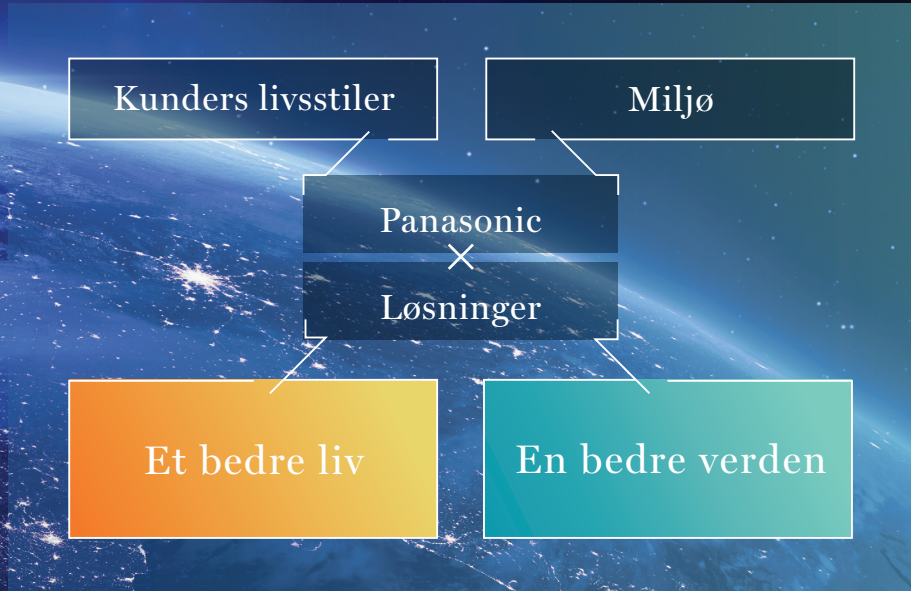 Kunders livsstiler
Miljø
Panasonic
×
Løsninger
Et bedre liv
En bedre verden